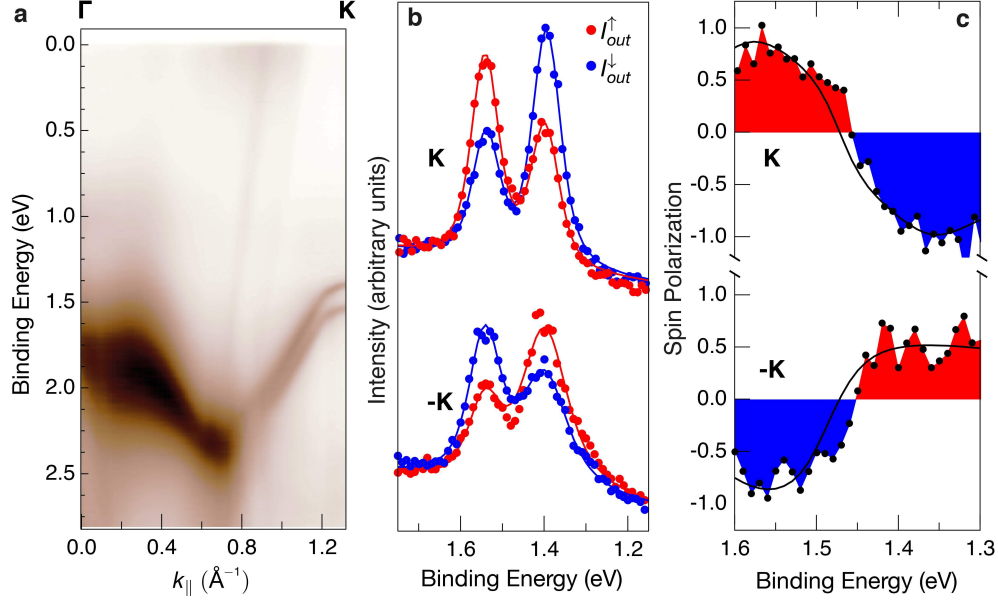 a
Γ
K
Binding Energy (eV)
0.0
0.5
1.0
1.5
2.0
2.5
0.0
0.4
0.8
1.2
k∥ (Å⁻¹)
b
I↑out
I↓out
K
-K
Intensity (arbitrary units)
1.6
1.4
1.2
Binding Energy (eV)
c
Spin Polarization
1.0
0.5
0.0
-0.5
-1.0
K
1.0
0.5
0.0
-0.5
-1.0
-K
1.6
1.5
1.4
1.3
Binding Energy (eV)